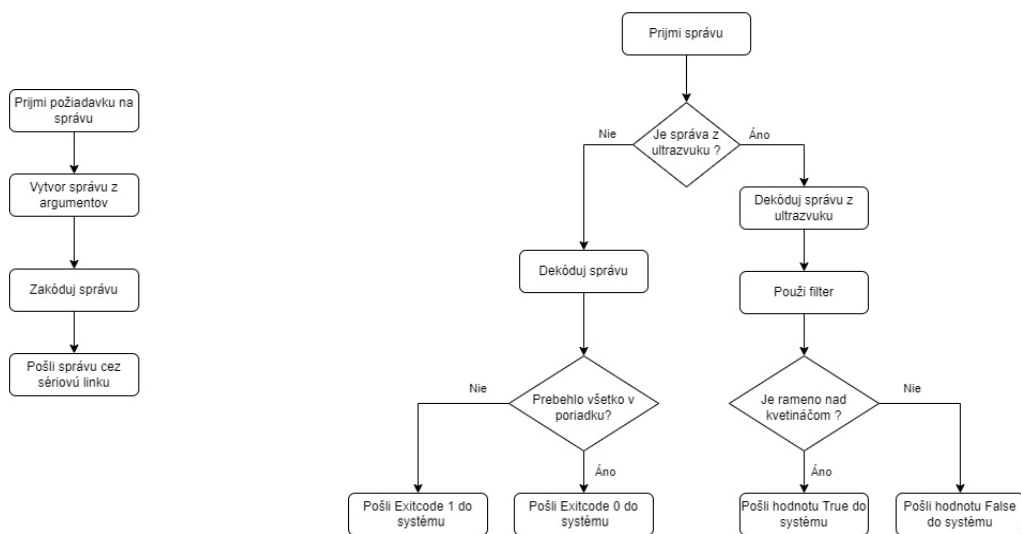 Prijmi požiadavku na
správu
Vytvor správu z
argumentov
Zakóduj správu
Pošli správu cez
sériovú linku
Prijmi správu
Nie
Je správa z
ultrazvuku ?
Áno
Dekóduj správu z
ultrazvuku
Dekóduj správu
Použi filter
Nie
Prebehlo všetko v
poriadku?
Áno
Je rameno nad
kvetináčom ?
Nie
Áno
Pošli Exitcode 1 do
systému
Pošli Exitcode 0 do
systému
Pošli hodnotu True do
systému
Pošli hodnotu False
do systému